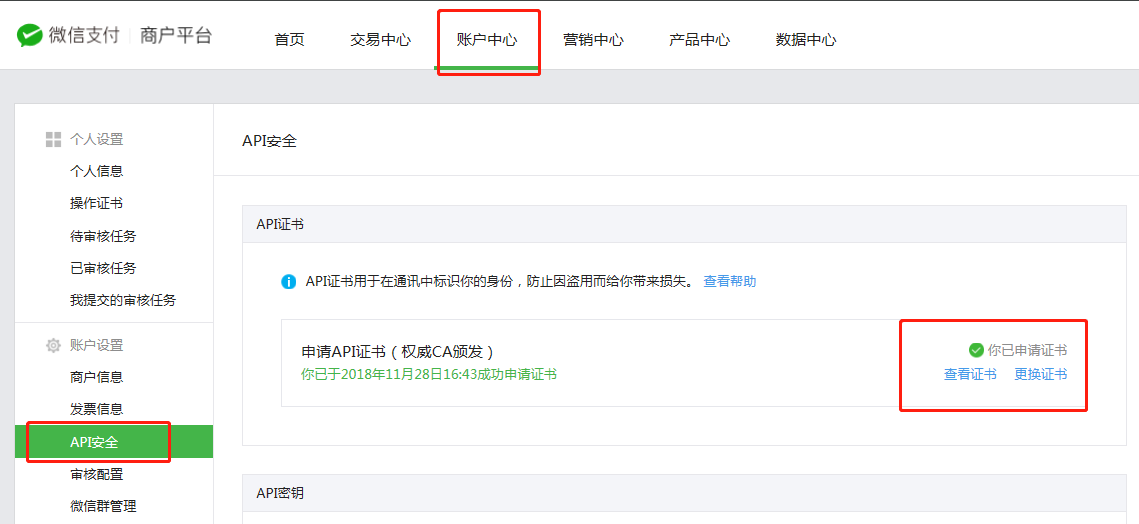 微信支付 商户平台 首页 交易中心 账户中心 营销中心 产品中心 数据中心
个人设置
个人信息
操作证书
待审核任务
已审核任务
我提交的审核任务
账户设置
商户信息
发票信息
API安全
审核配置
微信群管理
API安全
API证书
API证书用于在通讯中标识你的身份，防止因盗用而给你带来损失。 查看帮助
申请API证书（权威CA颁发）
你已于2018年11月28日16:43成功申请证书
你已申请证书
查看证书 更换证书
API密钥